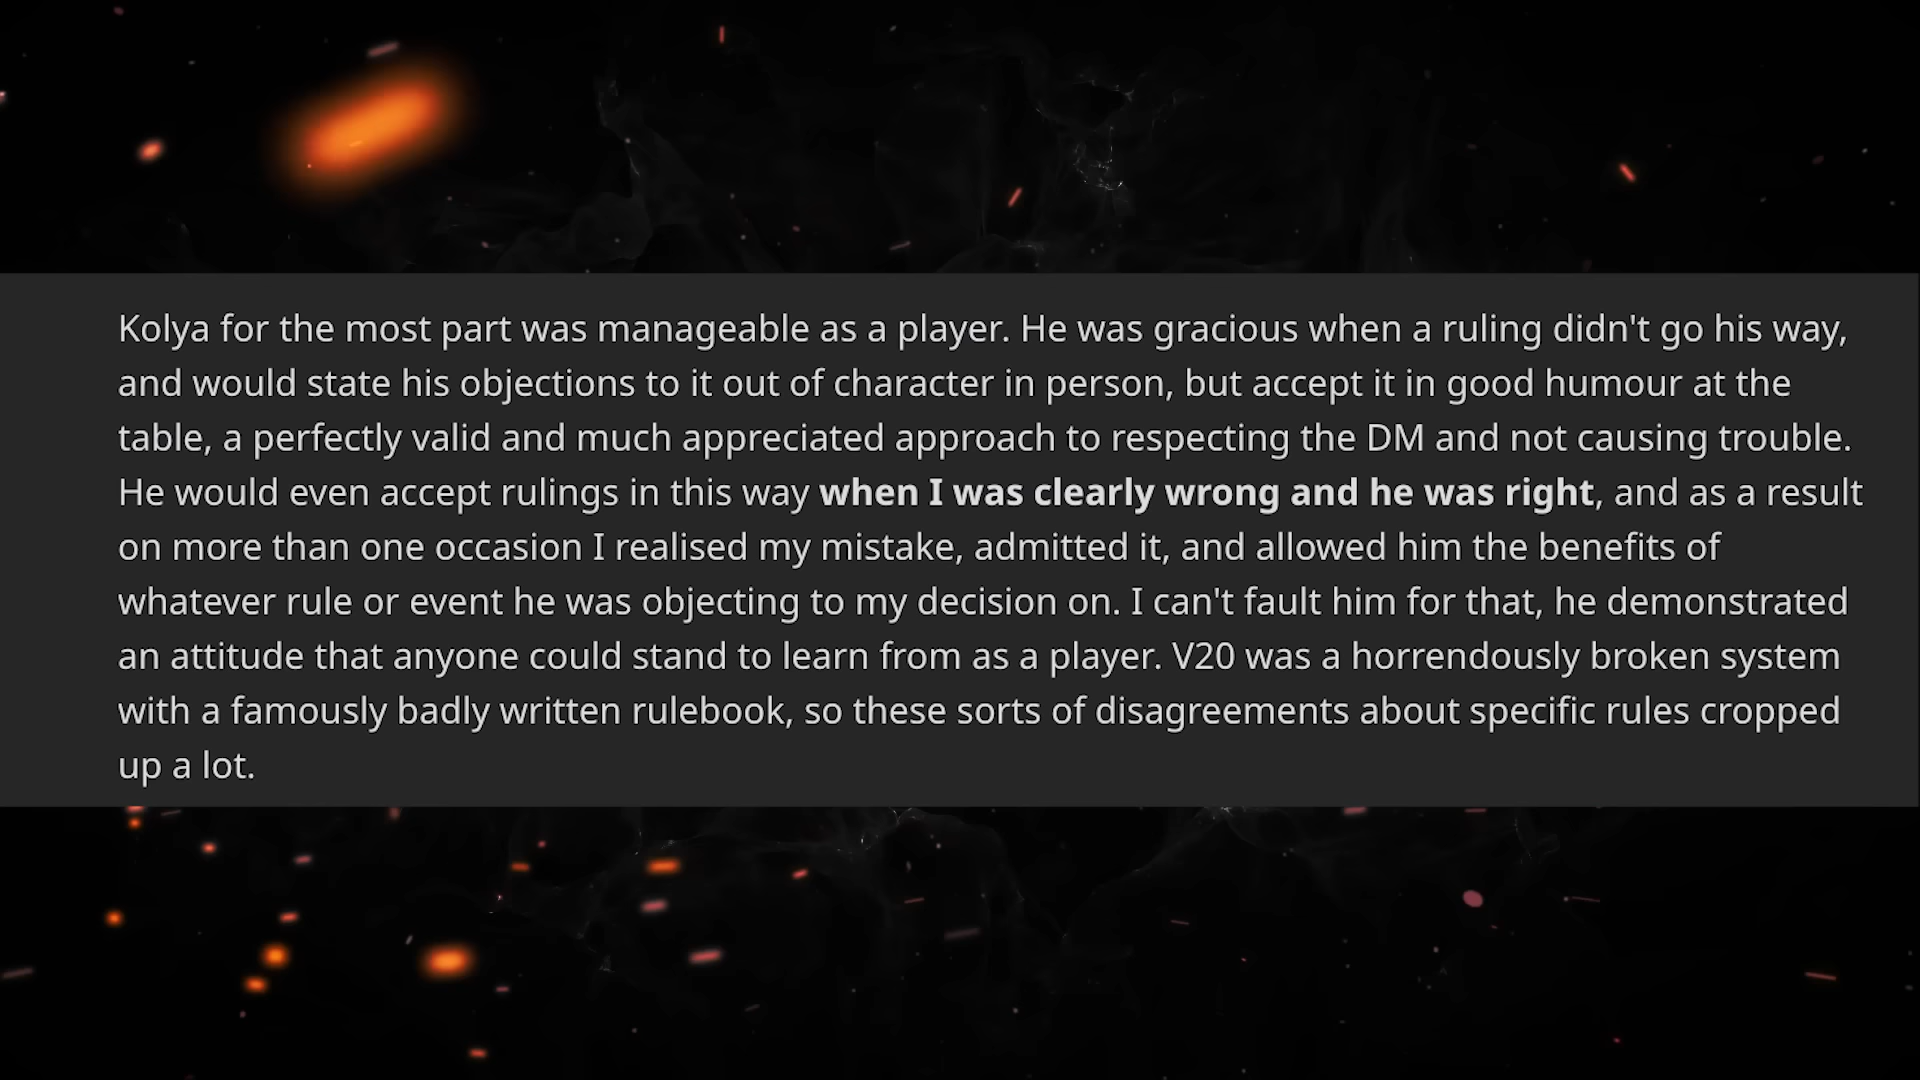 Kolya for the most part was manageable as a player. He was gracious when a ruling didn't go his way,
and would state his objections to it out of character in person, but accept it in good humour at the
table, a perfectly valid and much appreciated approach to respecting the DM and not causing trouble.
He would even accept rulings in this way when I was clearly wrong and he was right, and as a result
on more than one occasion I realised my mistake, admitted it, and allowed him the benefits of
whatever rule or event he was objecting to my decision on. I can't fault him for that, he demonstrated
an attitude that anyone could stand to learn from as a player. V20 was a horrendously broken system
with a famously badly written rulebook, so these sorts of disagreements about specific rules cropped
up a lot.